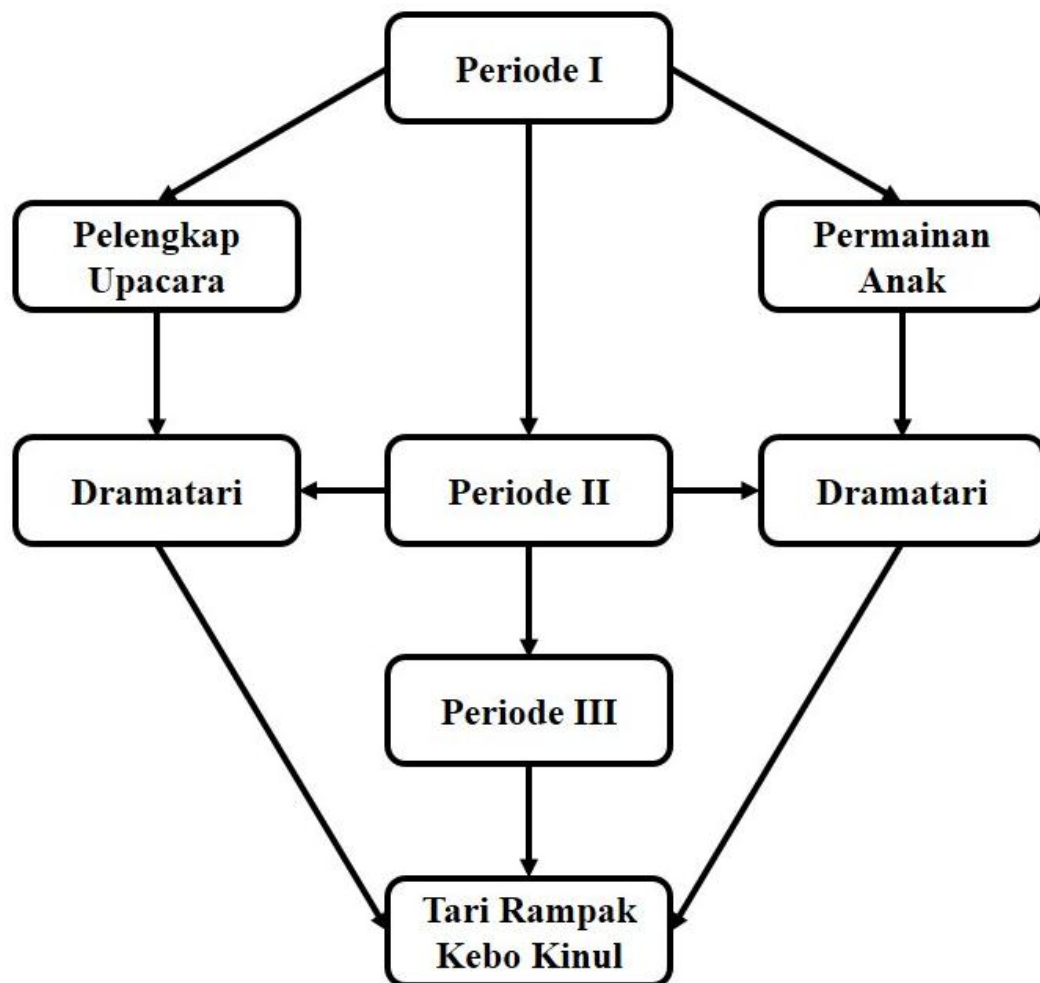 Periode I
Pelengkap
Upacara
Permainan
Anak
Dramatari
Periode II
Dramatari
Periode III
Tari Rampak
Kebo Kinul